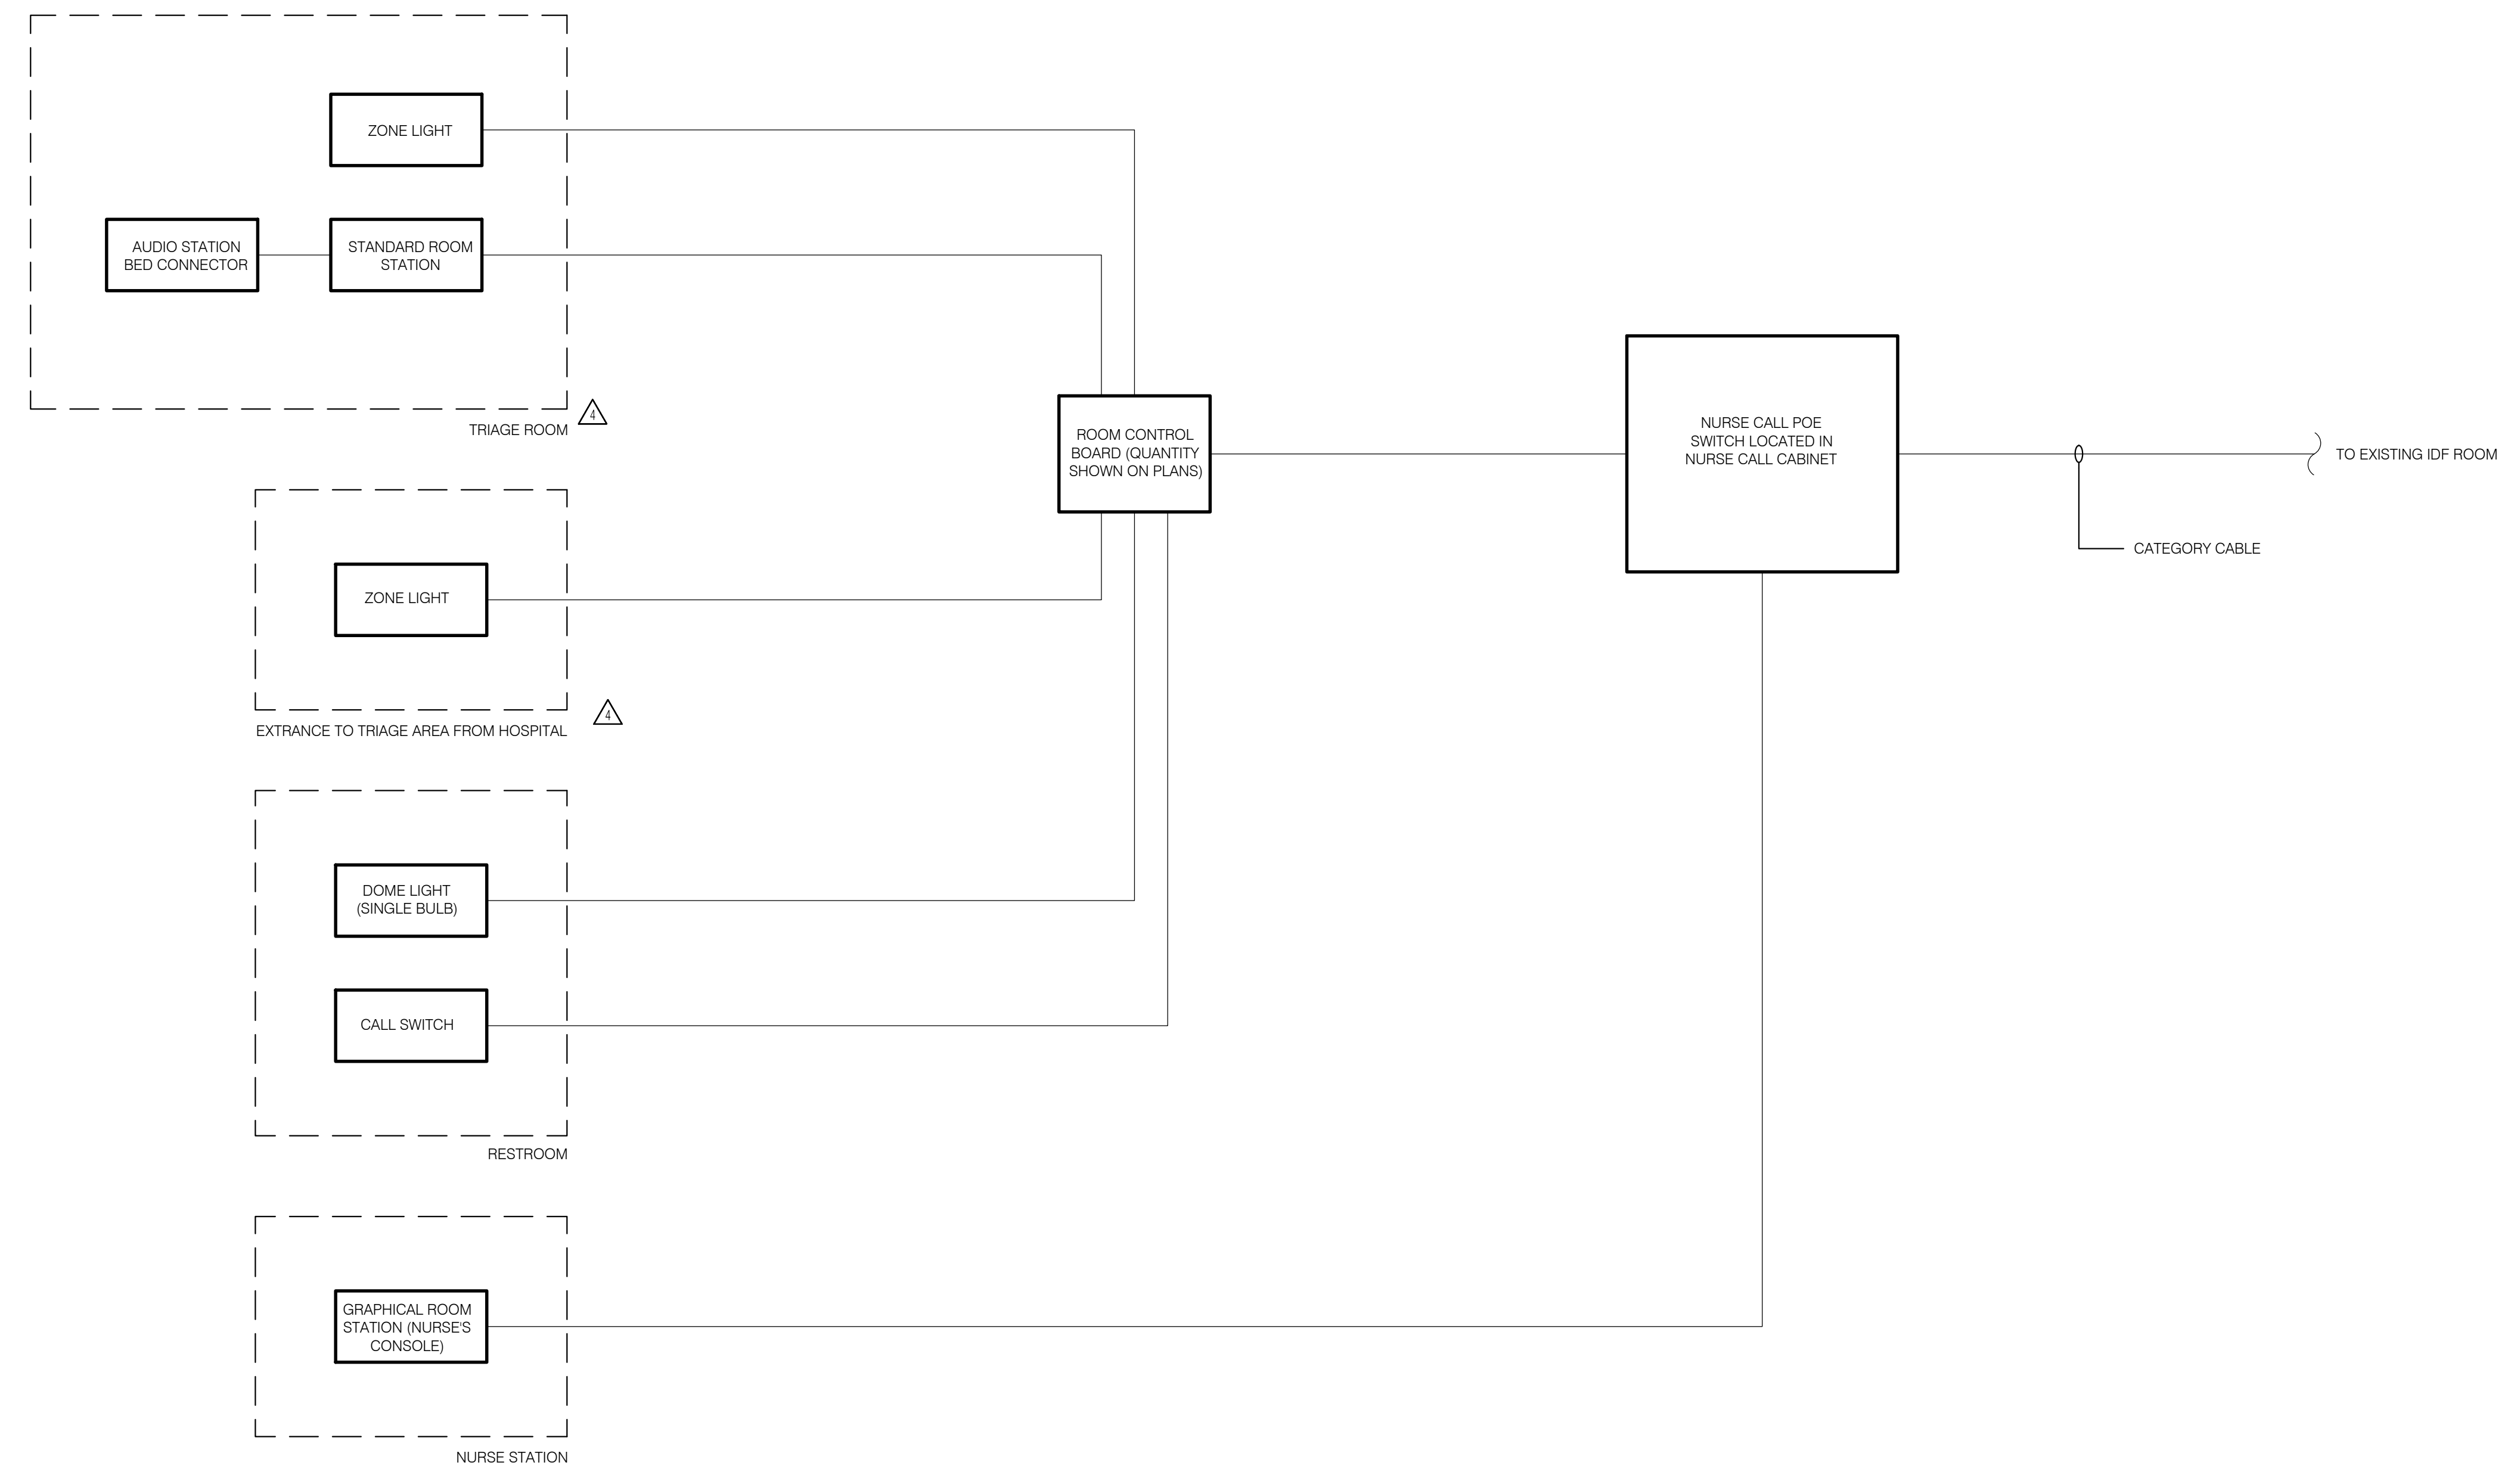 ZONE LIGHT
AUDIO STATION
BED CONNECTOR
STANDARD ROOM
STATION
4
TRIAGE ROOM
ROOM CONTROL
BOARD (QUANTITY
SHOWN ON PLANS)
NURSE CALL POE
SWITCH LOCATED IN
NURSE CALL CABINET
TO EXISTING IDF ROOM
CATEGORY CABLE
ZONE LIGHT
4
EXTRANCE TO TRIAGE AREA FROM HOSPITAL
DOME LIGHT
(SINGLE BULB)
CALL SWITCH
RESTROOM
GRAPHICAL ROOM
STATION (NURSE'S
CONSOLE)
NURSE STATION